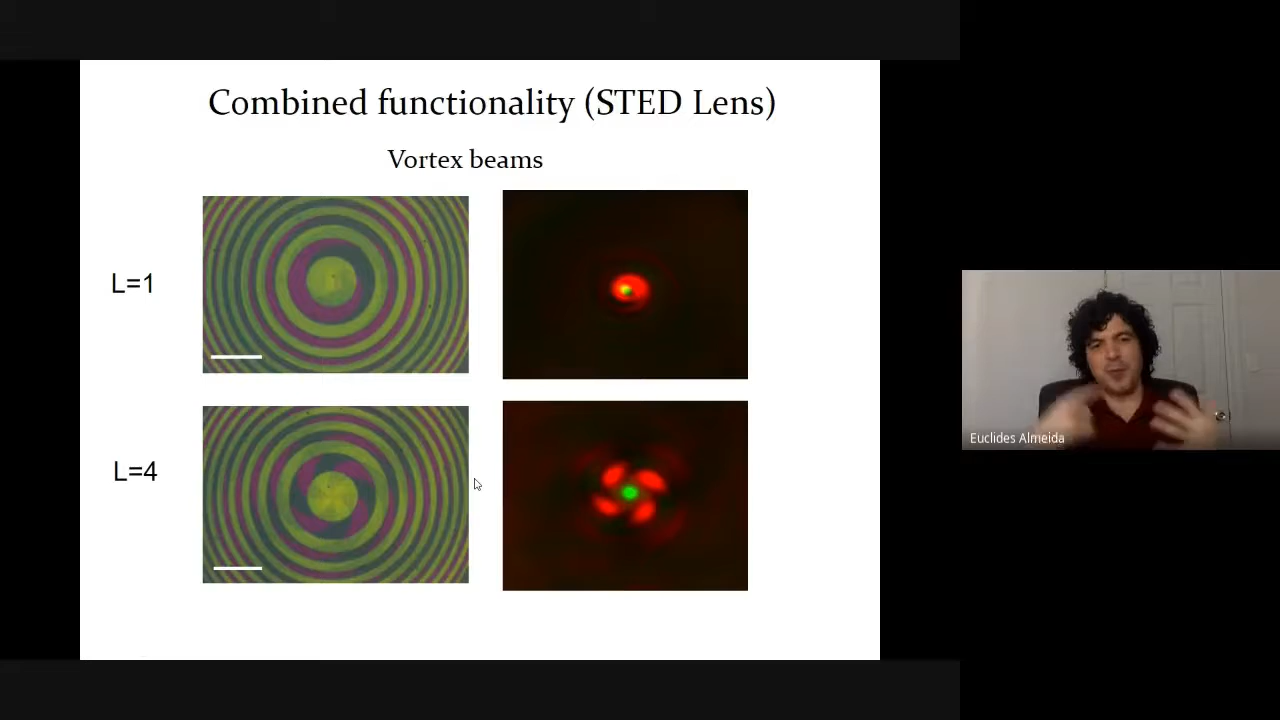 Combined functionality (STED Lens)
Vortex beams
L=1
L=4
Euclides Almeida